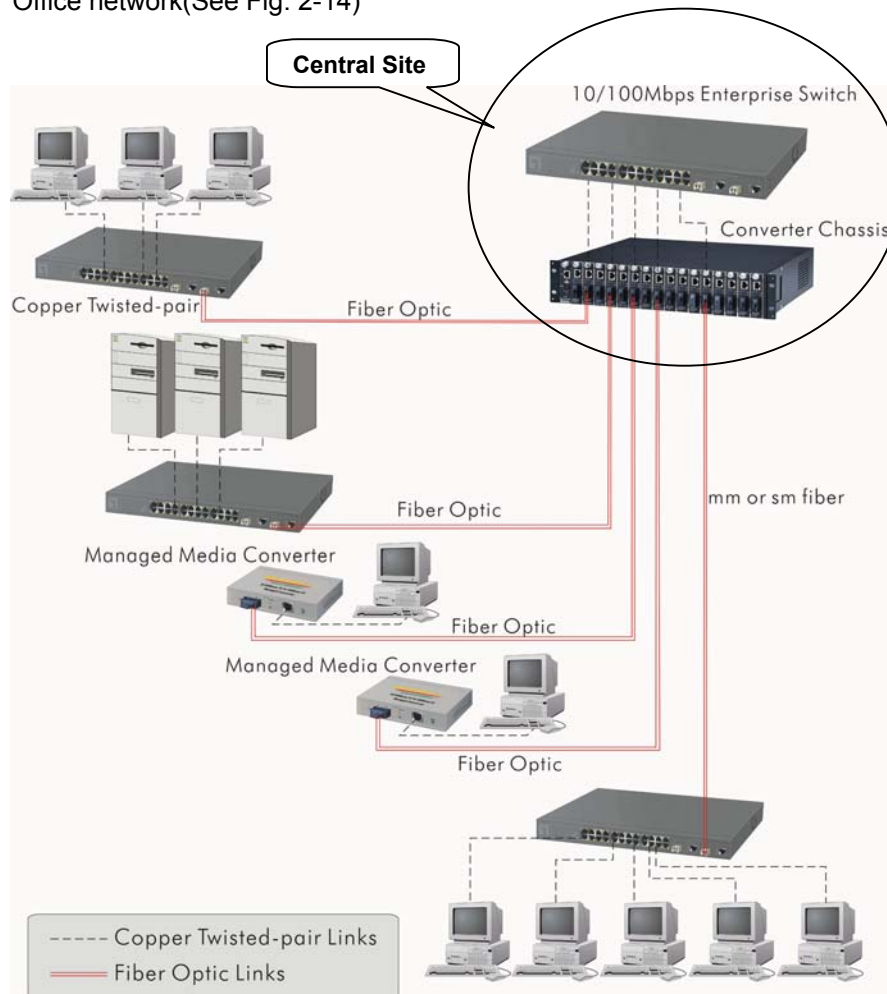 Office network(See Fig. 2-14)
Central Site
10/100Mbps Enterprise Switch
Converter Chassis
Copper Twisted-pair
Fiber Optic
Fiber Optic
mm or sm fiber
Managed Media Converter
Fiber Optic
Managed Media Converter
Fiber Optic
Copper Twisted-pair Links
Fiber Optic Links